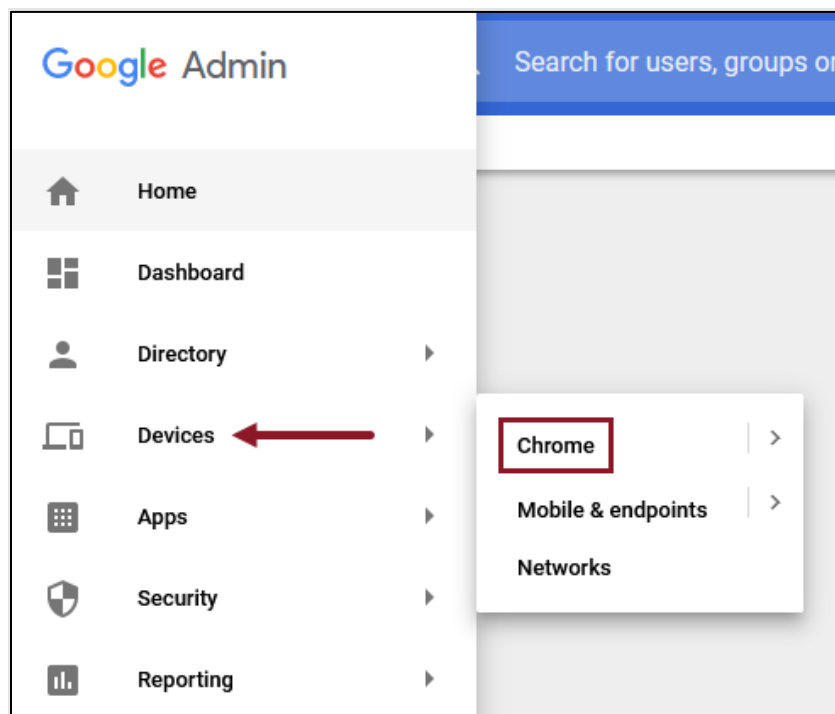 Google Admin
Search for users, groups or
Home
Dashboard
Directory
Devices
Chrome
Mobile & endpoints
Networks
Apps
Security
Reporting